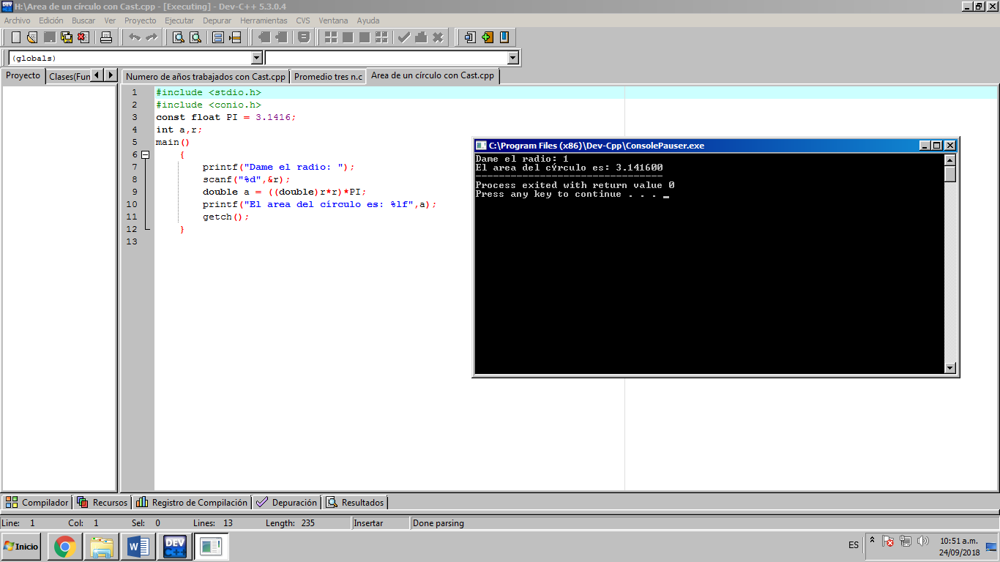 H:\Area de un círculo con Cast.cpp - [Executing] - Dev-C++ 5.3.0.4
Archivo Edición Buscar Ver Proyecto Ejecutar Depurar Herramientas CVS Ventana Ayuda
(globals)
Proyecto Clases(Fun Numero de años trabajados con Cast.cpp Promedio tres n.c Area de un círculo con Cast.cpp
1 #include <stdio.h>
2 #include <conio.h>
3 const float PI = 3.1416;
4 int a,r;
5 main()
6 {
7 printf("Dame el radio: ");
8 scanf("%d",&r);
9 double a = ((double)r*r)*PI;
10 printf("El area del círculo es: %lf",a);
11 getch();
12 }
13
C:\Program Files (x86)\Dev-Cpp\ConsolePauser.exe
Dame el radio: 1
El area del cýrculo es: 3.141600
--------------------------------
Process exited with return value 0
Press any key to continue . . . _
Compilador Recursos Registro de Compilación Depuración Resultados
Line: 1 Col: 1 Sel: 0 Lines: 13 Length: 235 Insertar Done parsing
Inicio DEV C++ ES 10:51 a.m.
24/09/2018